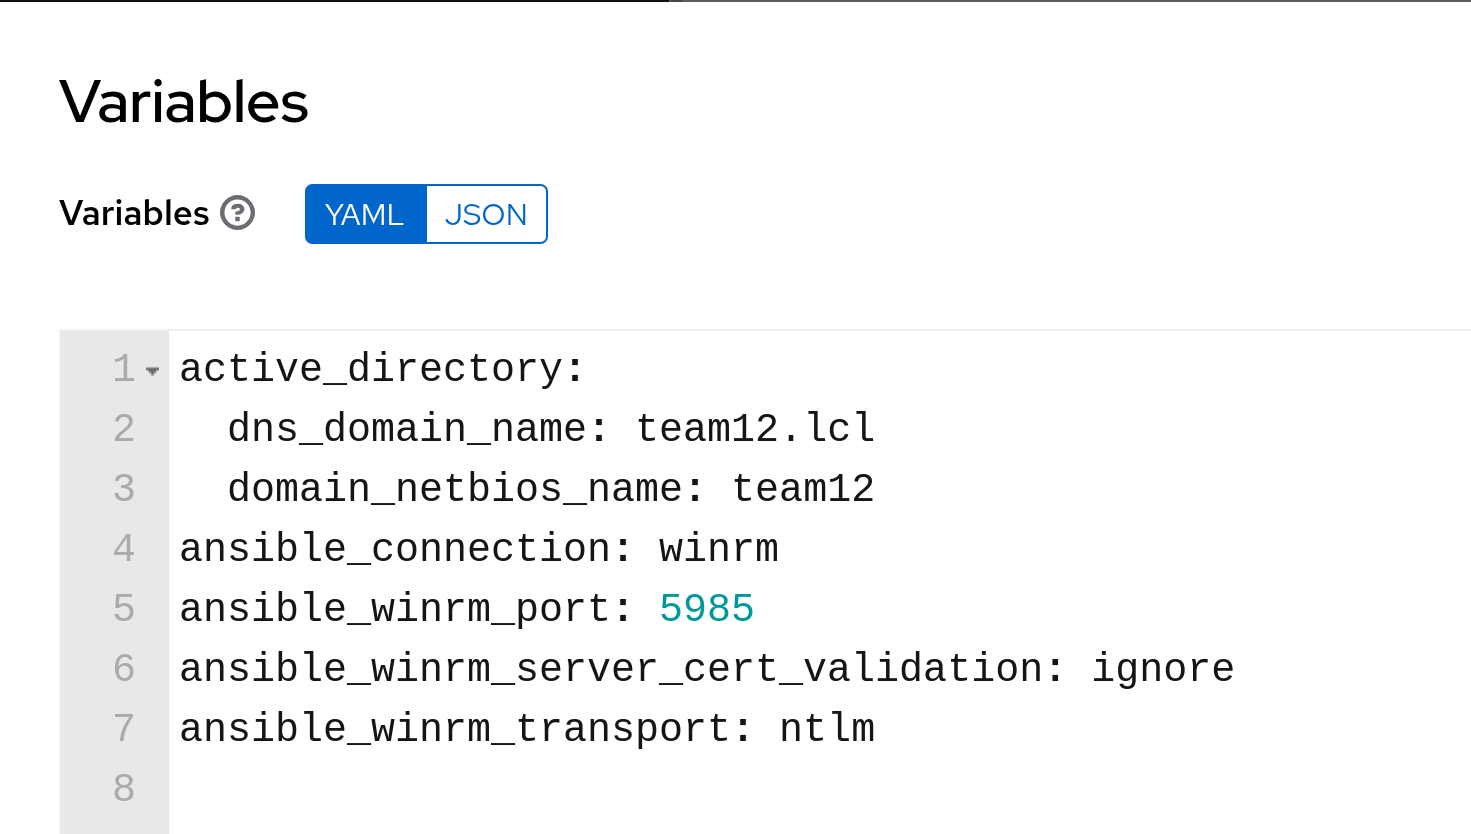 Variables
Variables ? YAML JSON
1 active_directory:
2   dns_domain_name: team12.lcl
3   domain_netbios_name: team12
4 ansible_connection: winrm
5 ansible_winrm_port: 5985
6 ansible_winrm_server_cert_validation: ignore
7 ansible_winrm_transport: ntlm
8